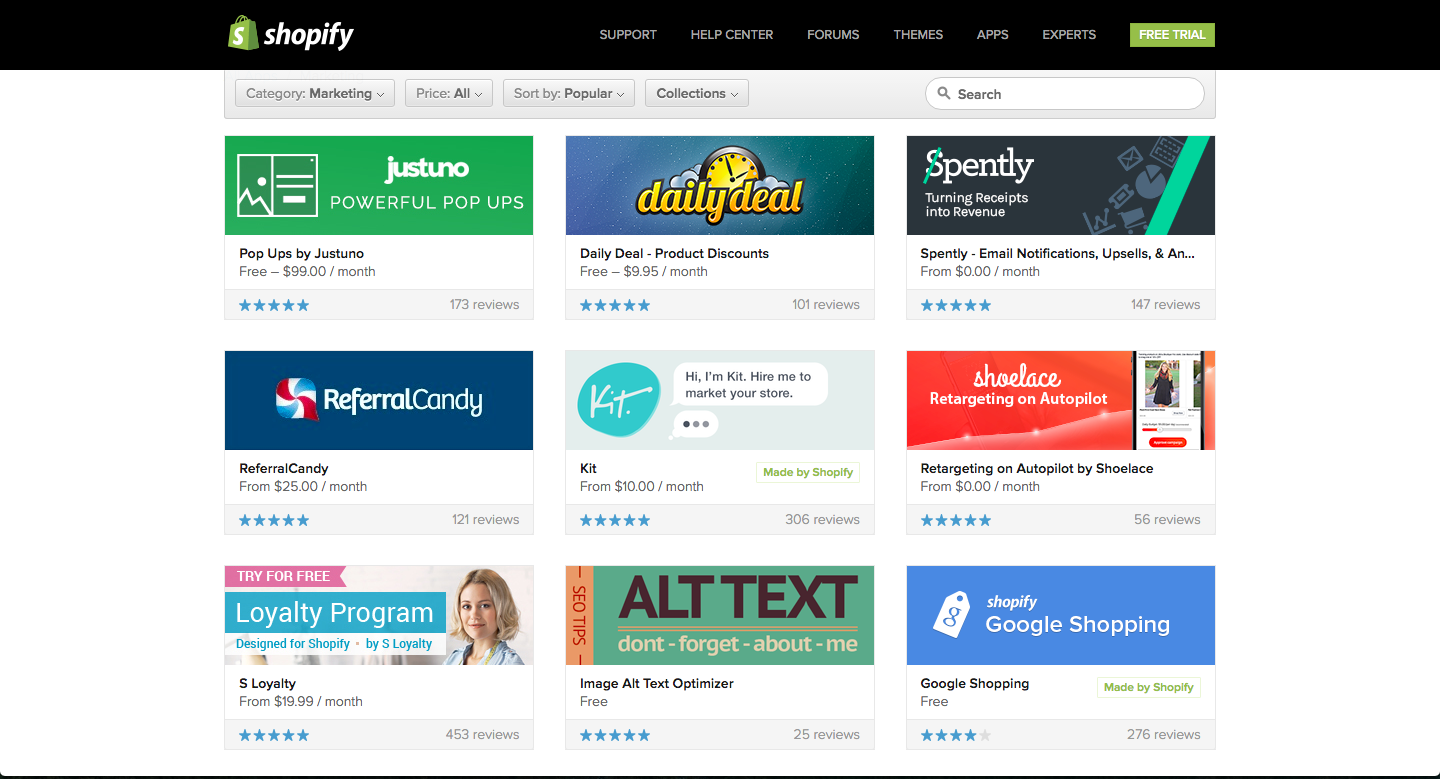 shopify
SUPPORT HELP CENTER FORUMS THEMES APPS EXPERTS FREE TRIAL
Category: Marketing Price: All Sort by: Popular Collections Search
justuno
POWERFUL POP UPS
Pop Ups by Justuno
Free – $99.00 / month
173 reviews
dailydeal
Daily Deal - Product Discounts
Free – $9.95 / month
101 reviews
Spently
Turning Receipts
into Revenue
Spently - Email Notifications, Upsells, & An...
From $0.00 / month
147 reviews
ReferralCandy
ReferralCandy
From $25.00 / month
121 reviews
Kit.
Hi, I'm Kit. Hire me to
market your store.
Kit
Made by Shopify
From $10.00 / month
306 reviews
shoelace
Retargeting on Autopilot
Retargeting on Autopilot by Shoelace
From $0.00 / month
56 reviews
TRY FOR FREE
Loyalty Program
Designed for Shopify • by S Loyalty
S Loyalty
From $19.99 / month
453 reviews
SEO TIPS
ALT TEXT
dont - forget - about - me
Image Alt Text Optimizer
Free
25 reviews
g
shopify
Google Shopping
Google Shopping
Made by Shopify
Free
276 reviews